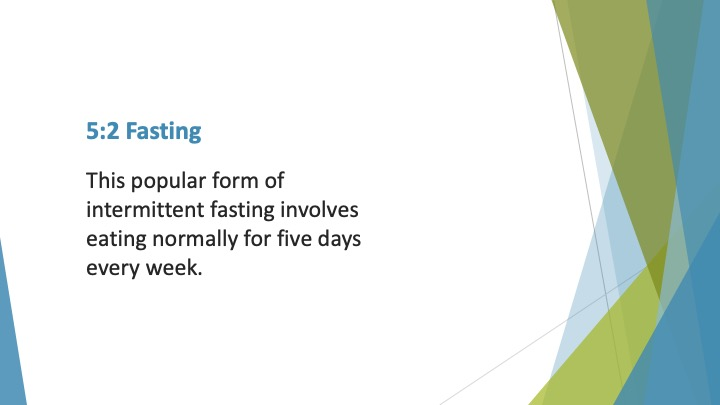 5:2 Fasting
This popular form of
intermittent fasting involves
eating normally for five days
every week.